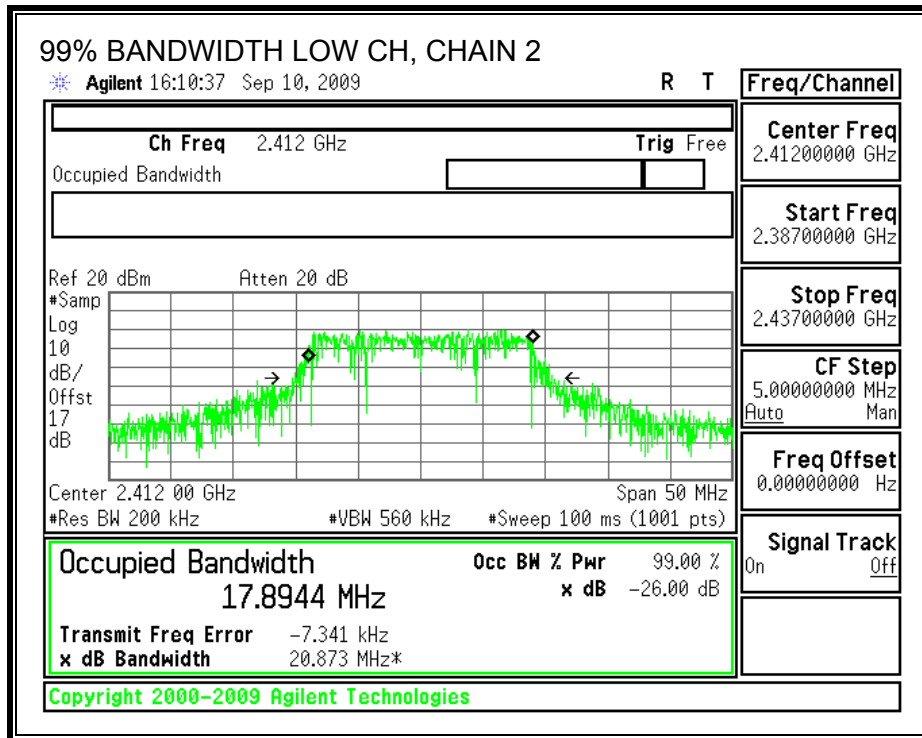 99% BANDWIDTH LOW CH, CHAIN 2
Agilent 16:10:37 Sep 10, 2009 R T
Freq/Channel
Ch Freq 2.412 GHz Trig Free
Occupied Bandwidth
Center Freq
2.41200000 GHz
Start Freq
2.38700000 GHz
Stop Freq
2.43700000 GHz
CF Step
5.00000000 MHz
Auto Man
Freq Offset
0.00000000 Hz
Signal Track
On Off
Ref 20 dBm Atten 20 dB
#Samp
Log
10
dB/
Offst
17
dB
Center 2.412 00 GHz Span 50 MHz
#Res BW 200 kHz #VBW 560 kHz #Sweep 100 ms (1001 pts)
Occupied Bandwidth
17.8944 MHz
Occ BW % Pwr 99.00 %
x dB -26.00 dB
Transmit Freq Error -7.341 kHz
x dB Bandwidth 20.873 MHz*
Copyright 2000-2009 Agilent Technologies